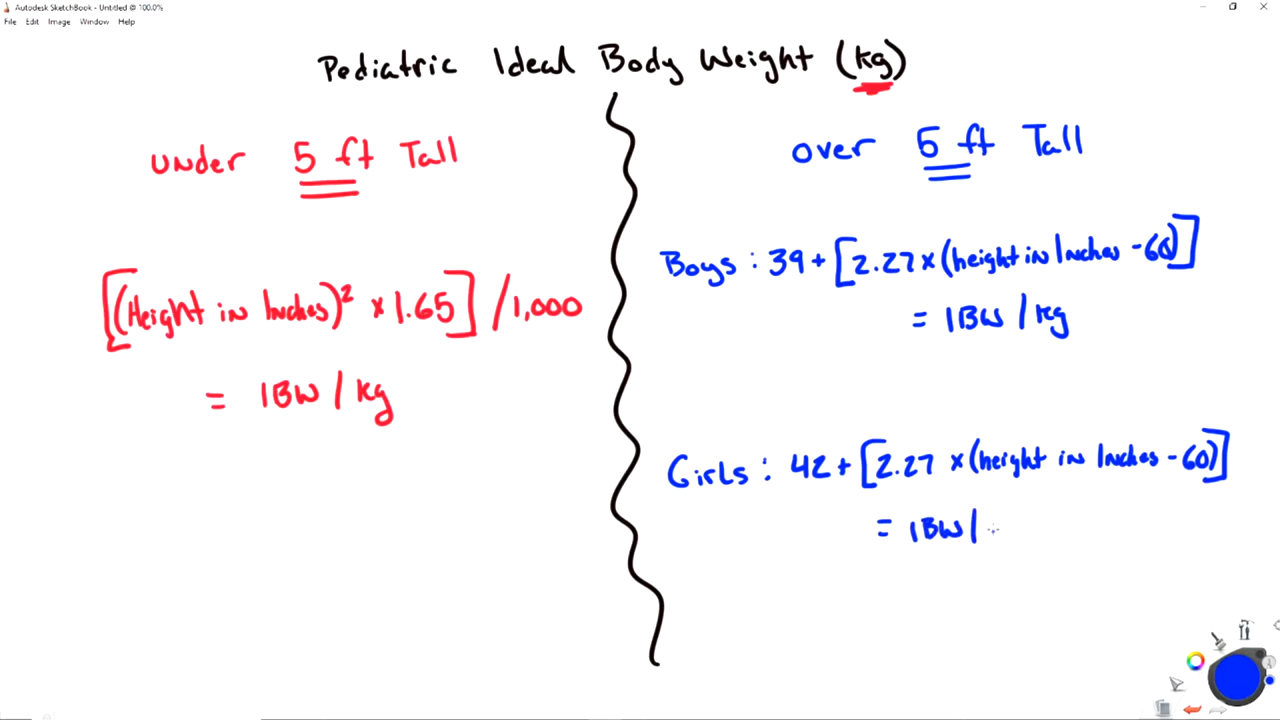 Autodesk SketchBook - Untitled @ 100.0%
File Edit Image Window Help
Pediatric Ideal Body Weight (kg)
under 5 ft Tall
[(Height in Inches)² × 1.65] / 1,000
= IBW / kg
over 5 ft Tall
Boys : 39 + [2.27 × (height in Inches - 60)]
= IBW / kg
Girls : 42 + [2.27 × (height in Inches - 60)]
= IBW /